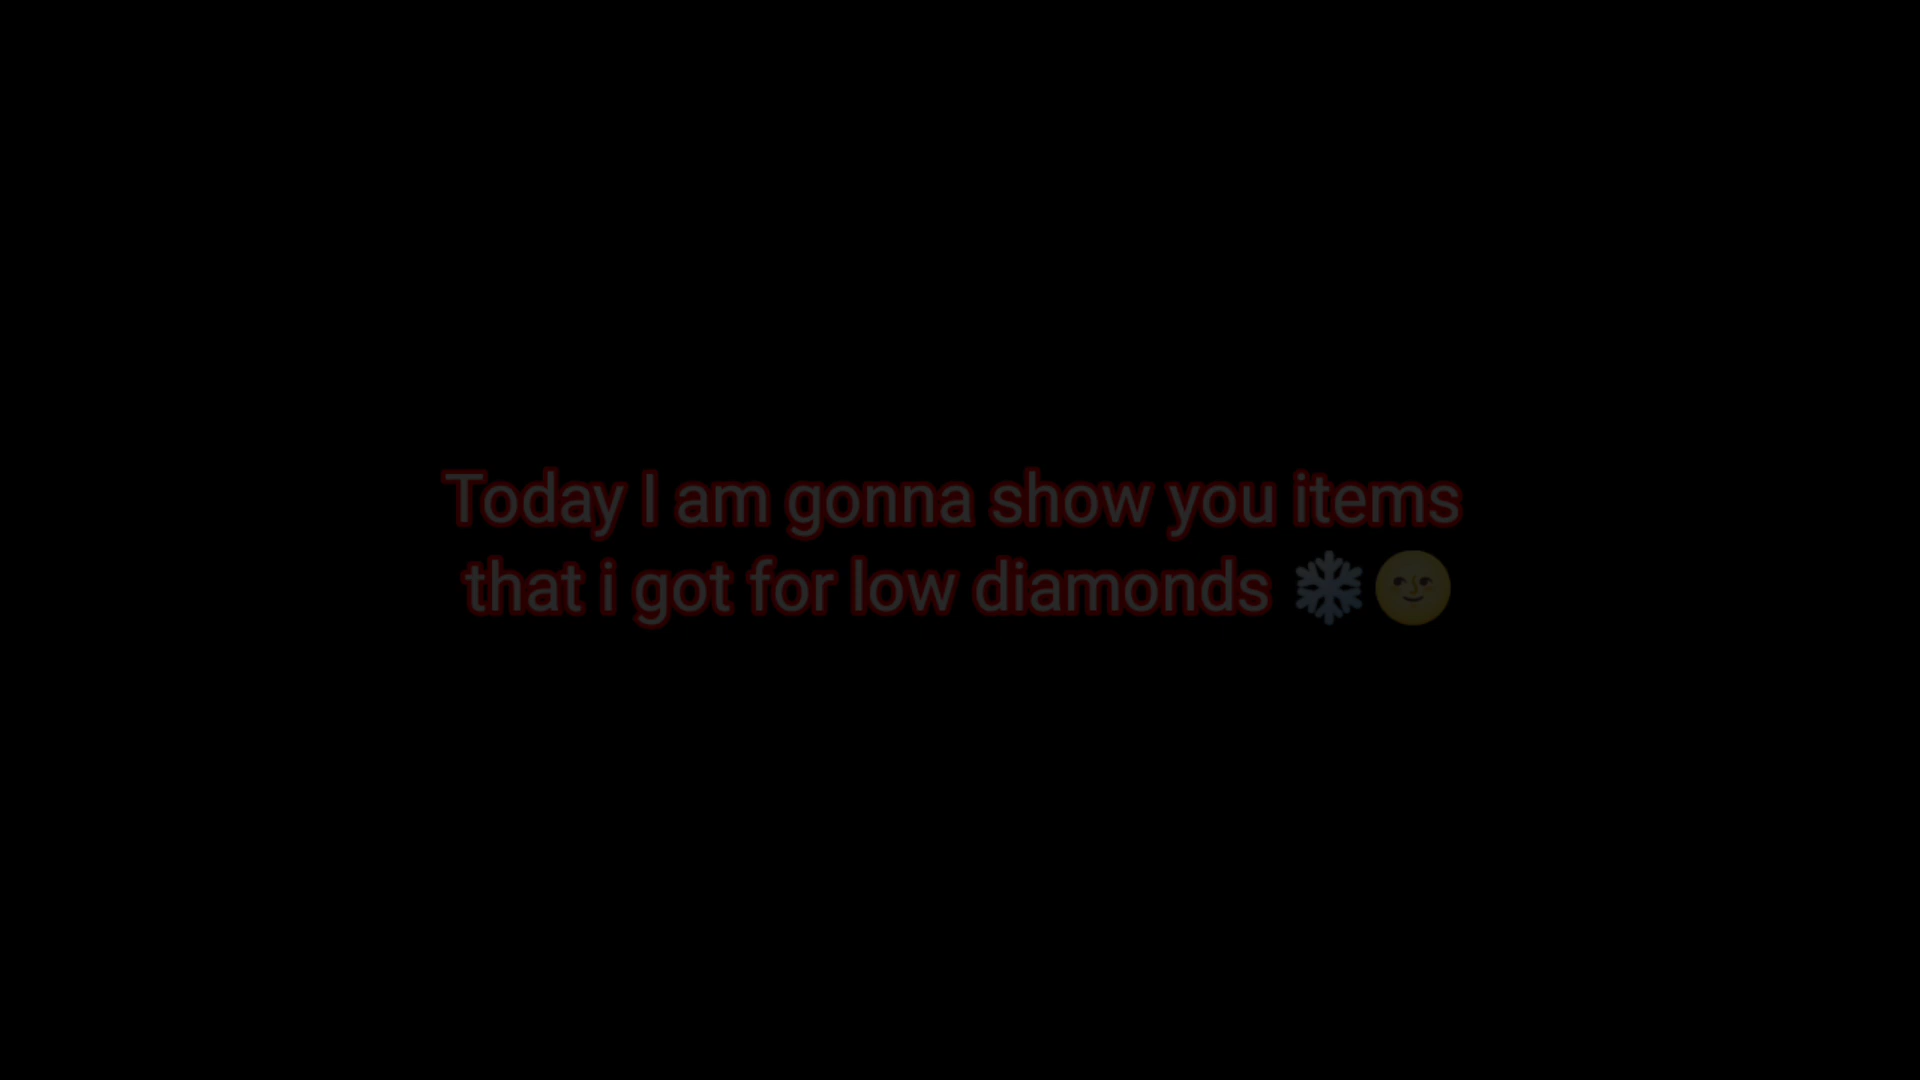 Today I am gonna show you items
that i got for low diamonds ❄️🌝